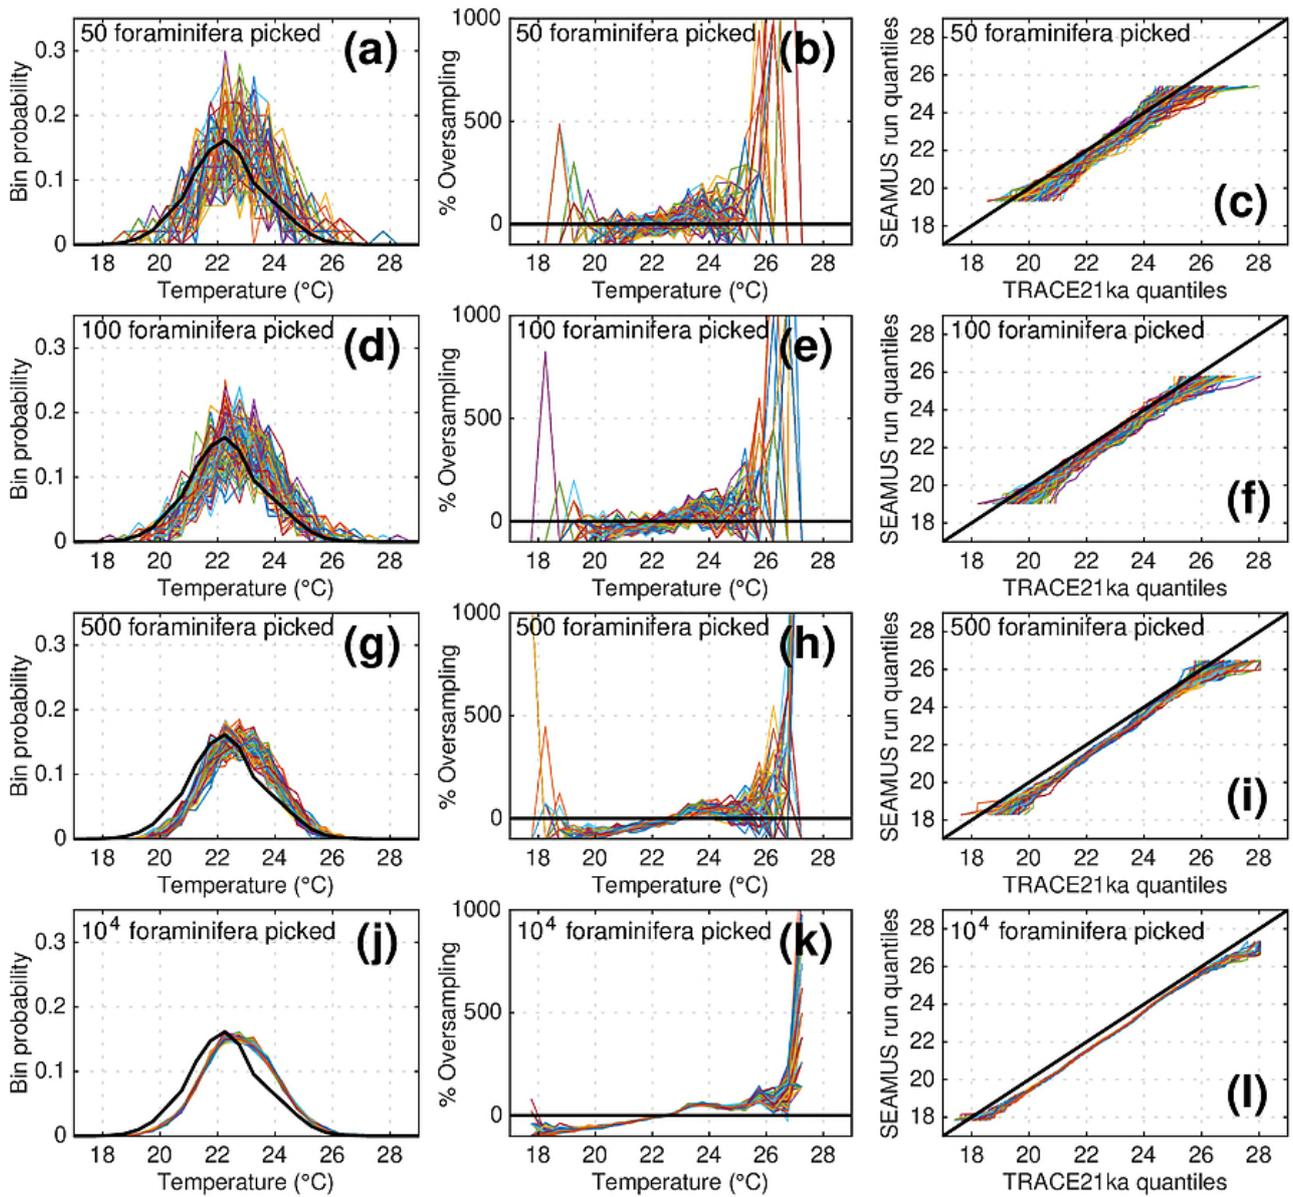 50 foraminifera picked
(a)
Bin probability
0.3
0.2
0.1
0
18 20 22 24 26 28
Temperature (°C)
50 foraminifera picked
(b)
% Oversampling
1000
500
0
18 20 22 24 26 28
Temperature (°C)
50 foraminifera picked
(c)
SEAMUS run quantiles
28
26
24
22
20
18
18 20 22 24 26 28
TRACE21ka quantiles
100 foraminifera picked
(d)
Bin probability
0.3
0.2
0.1
0
18 20 22 24 26 28
Temperature (°C)
100 foraminifera picked
(e)
% Oversampling
1000
500
0
18 20 22 24 26 28
Temperature (°C)
100 foraminifera picked
(f)
SEAMUS run quantiles
28
26
24
22
20
18
18 20 22 24 26 28
TRACE21ka quantiles
500 foraminifera picked
(g)
Bin probability
0.3
0.2
0.1
0
18 20 22 24 26 28
Temperature (°C)
500 foraminifera picked
(h)
% Oversampling
1000
500
0
18 20 22 24 26 28
Temperature (°C)
500 foraminifera picked
(i)
SEAMUS run quantiles
28
26
24
22
20
18
18 20 22 24 26 28
TRACE21ka quantiles
10⁴ foraminifera picked
(j)
Bin probability
0.3
0.2
0.1
0
18 20 22 24 26 28
Temperature (°C)
10⁴ foraminifera picked
(k)
% Oversampling
1000
500
0
18 20 22 24 26 28
Temperature (°C)
10⁴ foraminifera picked
(l)
SEAMUS run quantiles
28
26
24
22
20
18
18 20 22 24 26 28
TRACE21ka quantiles